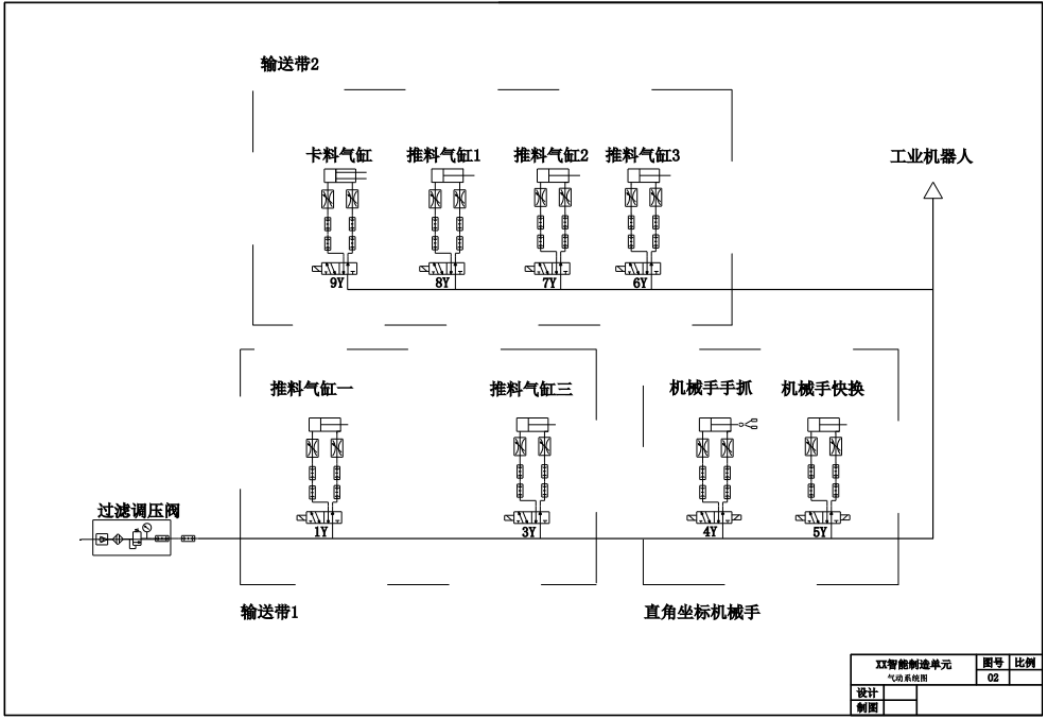 输送带2
卡料气缸 推料气缸1 推料气缸2 推料气缸3
工业机器人
9Y 8Y 7Y 6Y
推料气缸一 推料气缸三 机械手手抓 机械手快换
过滤调压阀
1Y 3Y 4Y 5Y
输送带1
直角坐标机械手
XX智能制造单元 图号 比例
气动系统图 02
设计
制图